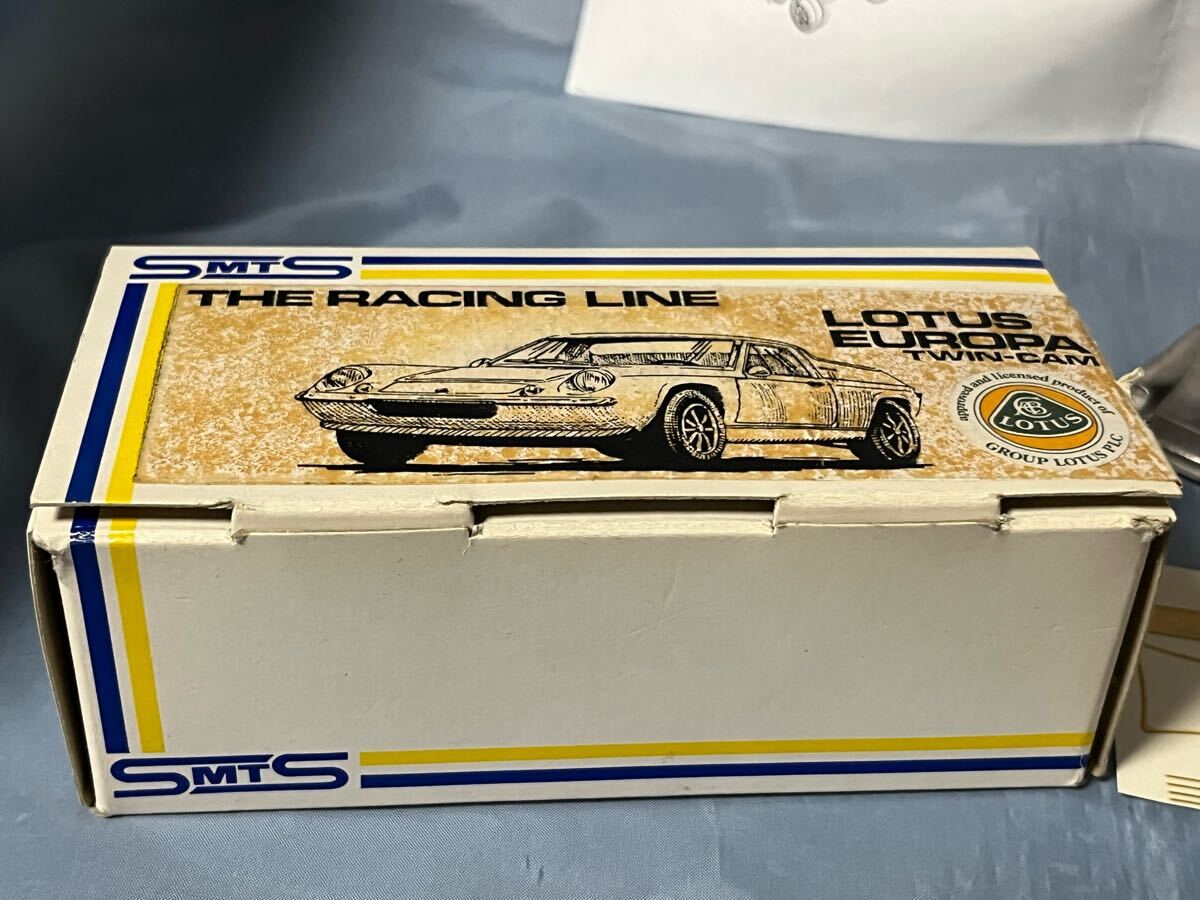 SMTS
THE RACING LINE
LOTUS
EUROPA
TWIN-CAM
approved and licensed product of
LOTUS
GROUP LOTUS PLC
SMTS